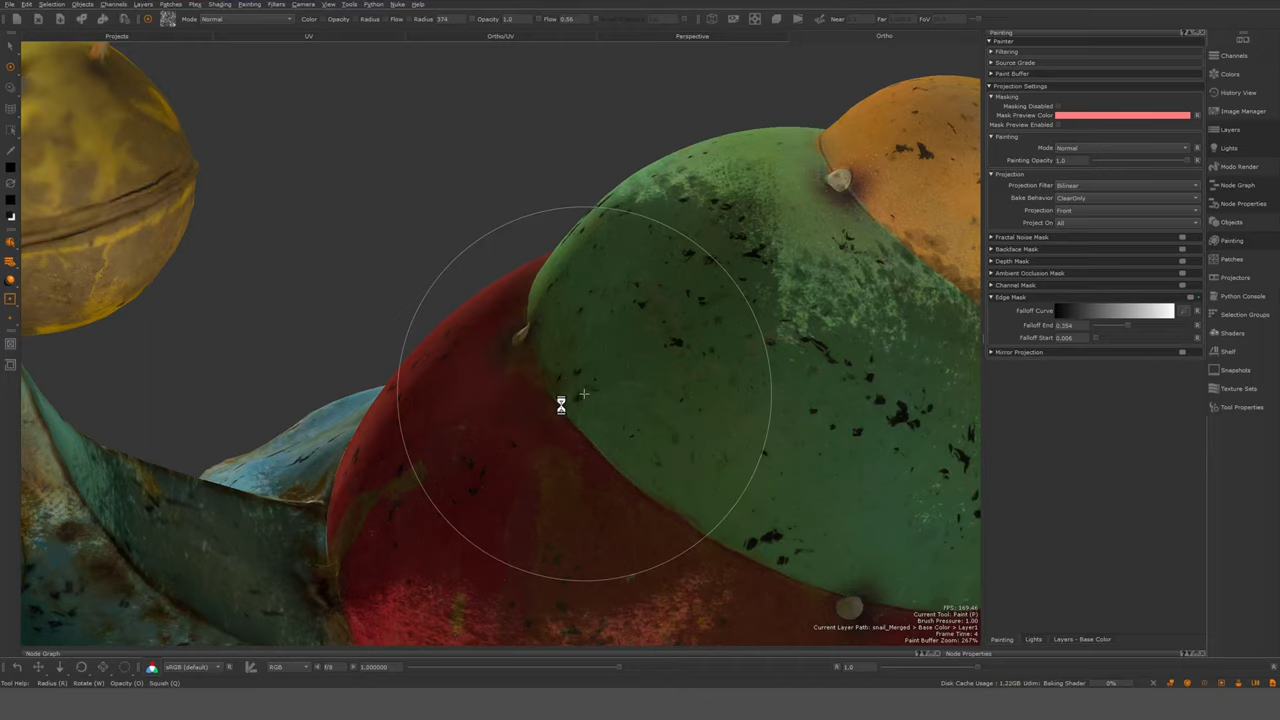 File Edit Selection Objects Channels Layers Patches Ptex Shading Painting Filters Camera View Tools Python Nuke Help
Mode Normal Color Opacity Radius Flow Radius 374 Opacity 1.0 Flow 0.56 Near Far FoV
Projects UV Ortho/UV Perspective Ortho
Painting
Painter
Filtering
Source Grade
Paint Buffer
Projection Settings
Masking
Masking Disabled
Mask Preview Color R
Mask Preview Enabled
Painting
Mode Normal R
Painting Opacity 1.0 R
Projection
Projection Filter Bilinear
Bake Behavior ClearOnly
Projection Front
Project On All
Fractal Noise Mask
Backface Mask
Depth Mask
Ambient Occlusion Mask
Channel Mask
Edge Mask
Falloff Curve R
Falloff End 0.354 R
Falloff Start 0.006 R
Mirror Projection
Channels
Colors
History View
Image Manager
Layers
Lights
Modo Render
Node Graph
Node Properties
Objects
Painting
Patches
Projectors
Python Console
Selection Groups
Shaders
Shelf
Snapshots
Texture Sets
Tool Properties
FPS: 169.46
Current Tool: Paint (P)
Brush Pressure: 1.00
Current Layer Path: snail_Merged > Base Color > Layer1
Frame Time: 4
Paint Buffer Zoom: 267%
Painting Lights Layers - Base Color
Node Graph Node Properties
sRGB (default) R RGB f/8 1.000000 R 1.0
Tool Help: Radius (R) Rotate (W) Opacity (O) Squish (Q) Disk Cache Usage : 1.22GB Udim: Baking Shader 0%